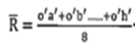 R̅ = o'a'+o'b'......+o'h'.
8